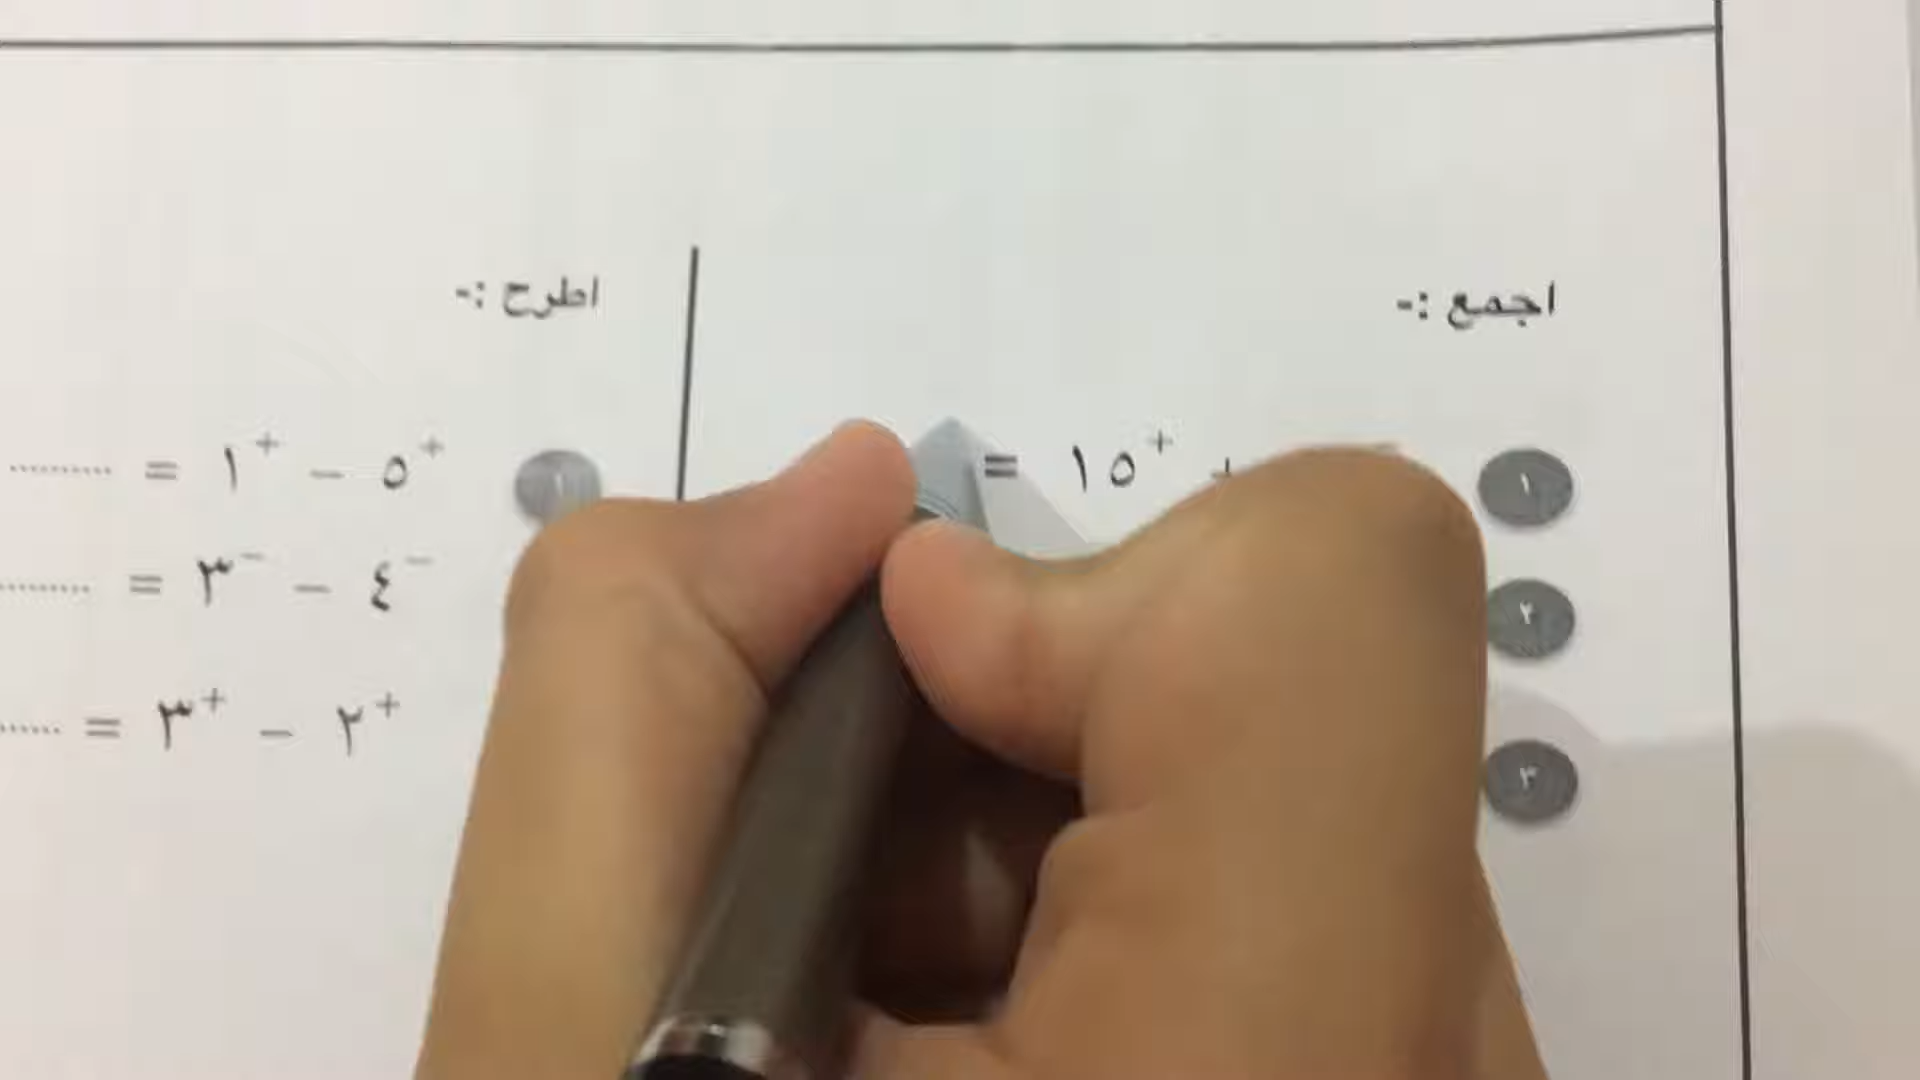 اجمع :-
١ + ١٥⁺ =
٢
٣
اطرح :-
١ ٥⁺ − ١⁺ = ........
٤⁻ − ٣⁻ = ........
٢⁺ − ٣⁺ = ......